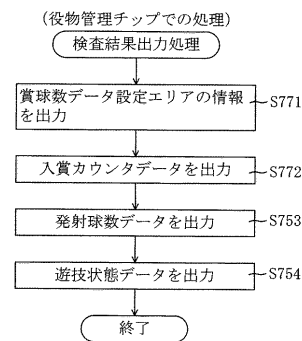 (役物管理チップでの処理)
検査結果出力処理
賞球数データ設定エリアの情報
を出力
S771
入賞カウンタデータを出力
S772
発射球数データを出力
S753
遊技状態データを出力
S754
終了